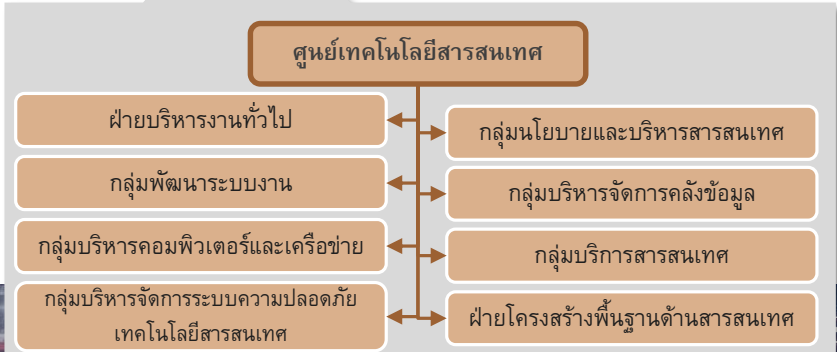 ศูนย์เทคโนโลยีสารสนเทศ
ฝ่ายบริหารงานทั่วไป
กลุ่มนโยบายและบริหารสารสนเทศ
กลุ่มพัฒนาระบบงาน
กลุ่มบริหารจัดการคลังข้อมูล
กลุ่มบริหารคอมพิวเตอร์และเครือข่าย
กลุ่มบริการสารสนเทศ
กลุ่มบริหารจัดการระบบความปลอดภัย
เทคโนโลยีสารสนเทศ
ฝ่ายโครงสร้างพื้นฐานด้านสารสนเทศ